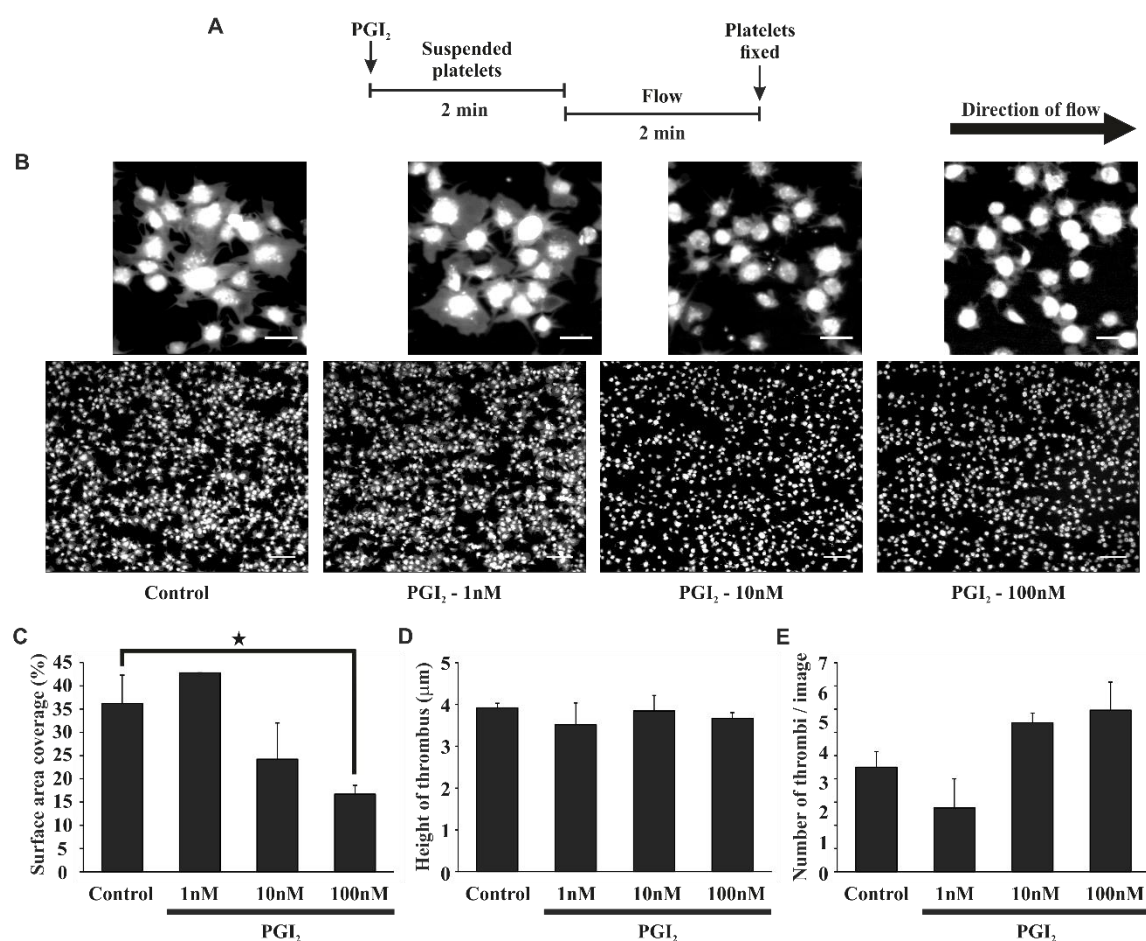 A
PGI₂
Suspended
platelets
2 min
Flow
2 min
Platelets
fixed
Direction of flow
B
Control
PGI₂ - 1nM
PGI₂ - 10nM
PGI₂ - 100nM
C
★
Surface area coverage (%)
45
40
35
30
25
20
15
10
5
0
Control
1nM
10nM
100nM
PGI₂
D
Height of thrombus (µm)
5
4
3
2
1
0
Control
1nM
10nM
100nM
PGI₂
E
Number of thrombi / image
7
6
5
4
3
2
1
0
Control
1nM
10nM
100nM
PGI₂